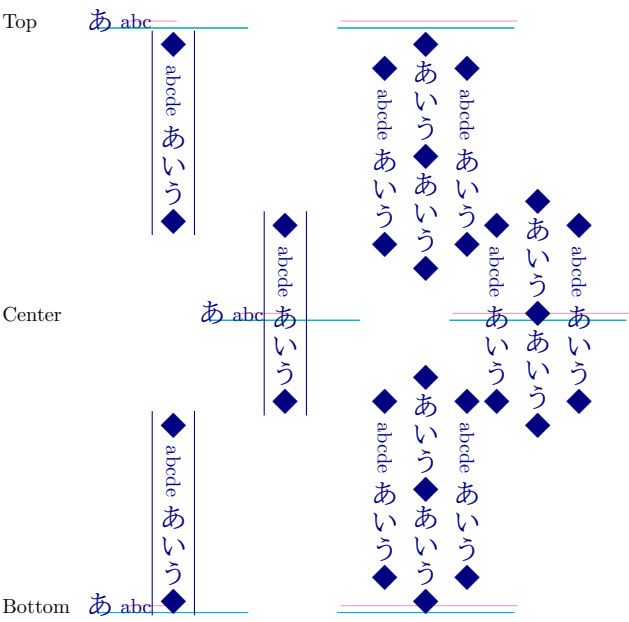 Top
あ abc
◆ abcde あいう ◆
◆ abcde あいう ◆
◆ あいう ◆ あいう ◆
◆ abcde あいう ◆
Center
あ abc
◆ abcde あいう ◆
◆ abcde あいう ◆
◆ あいう ◆ あいう ◆
◆ abcde あいう ◆
Bottom
あ abc
◆ abcde あいう ◆
◆ abcde あいう ◆
◆ あいう ◆ あいう ◆
◆ abcde あいう ◆